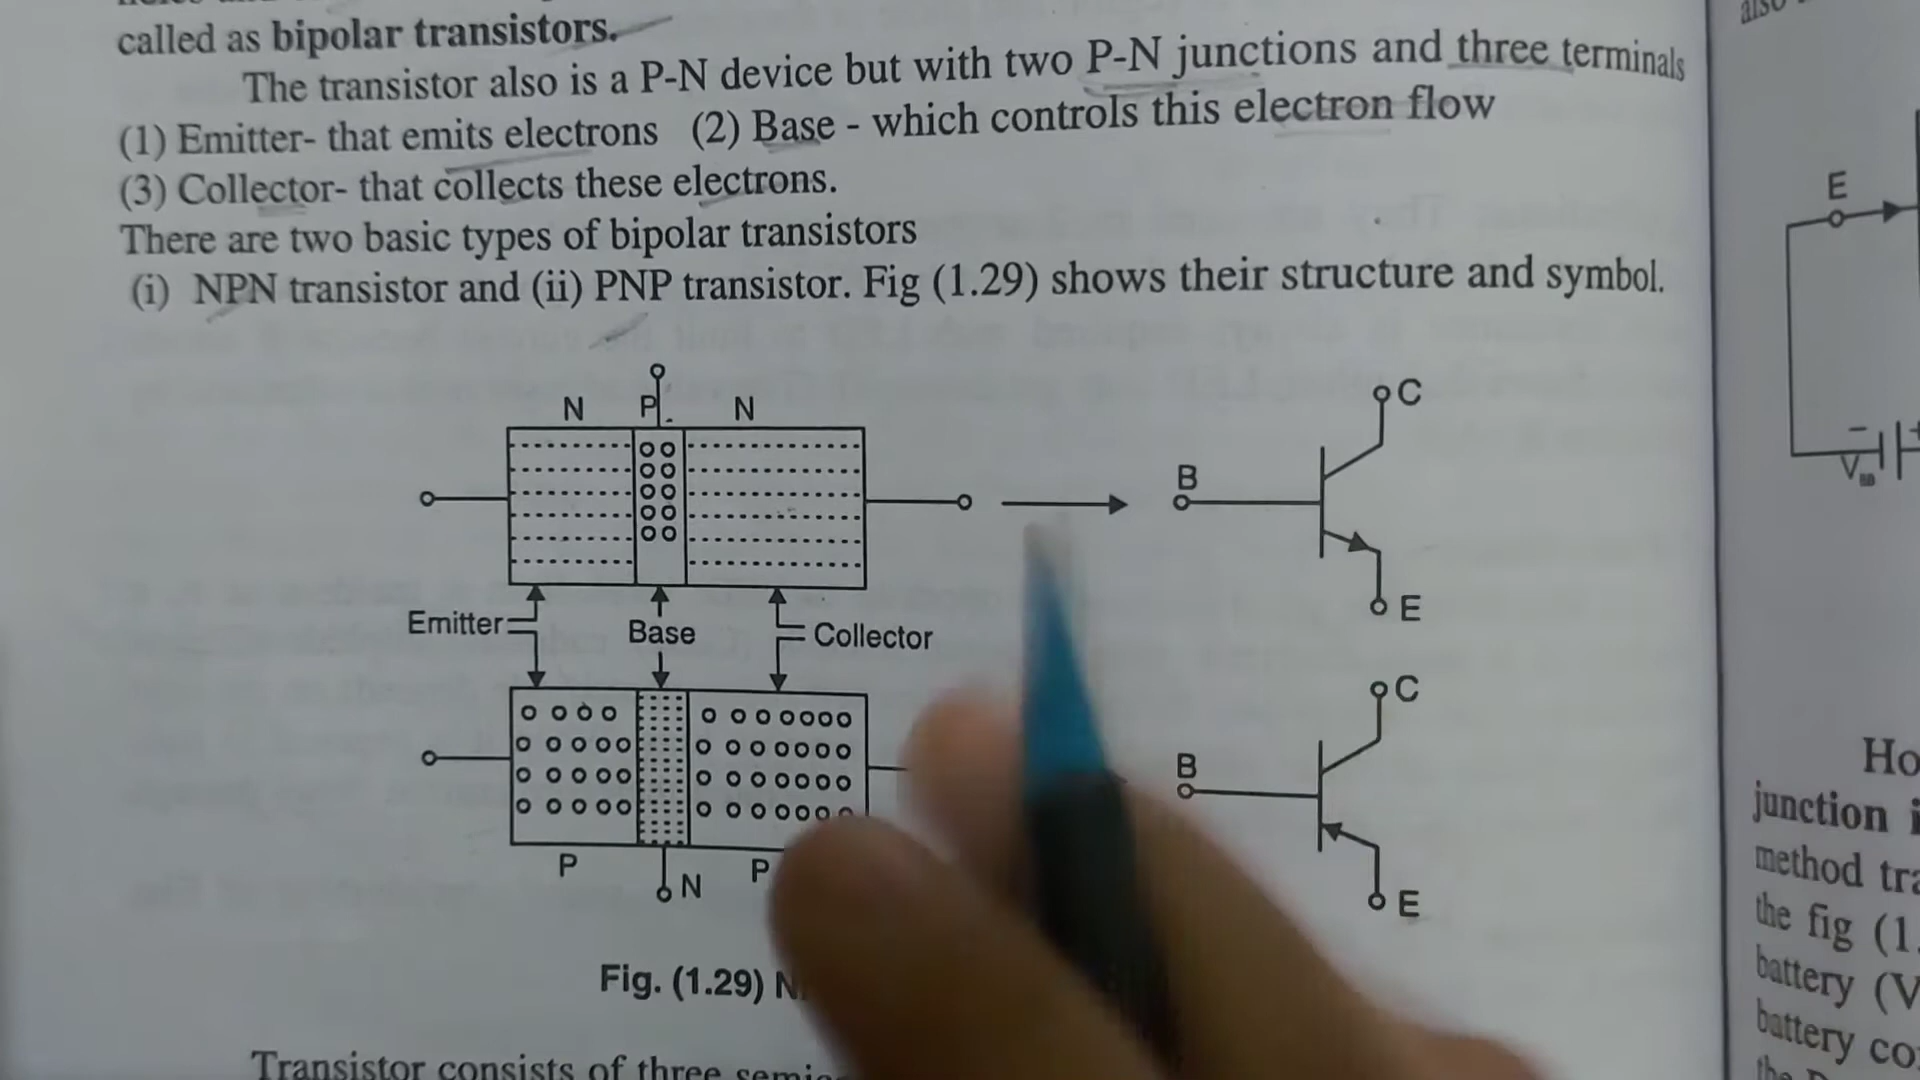 called as bipolar transistors.
The transistor also is a P-N device but with two P-N junctions and three terminals
(1) Emitter- that emits electrons (2) Base - which controls this electron flow
(3) Collector- that collects these electrons.
There are two basic types of bipolar transistors
(i) NPN transistor and (ii) PNP transistor. Fig (1.29) shows their structure and symbol.
N P N
C
B
E
Emitter Base Collector
C
B
E
P N P
Fig. (1.29)
Transistor consists of three
also
E
Ho
junction
method
the fig (1.
battery (V
battery
the